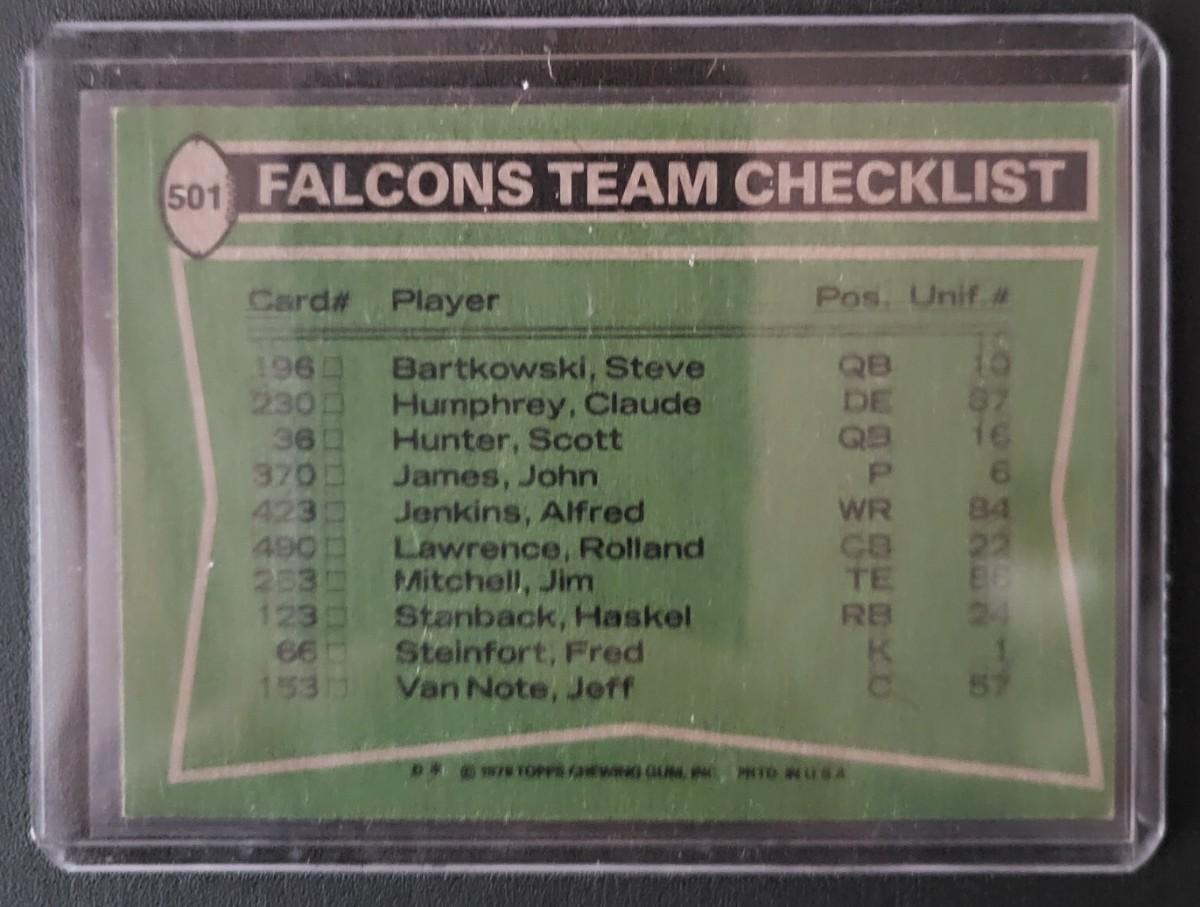 501 FALCONS TEAM CHECKLIST
Card# Player Pos. Unif.#
196 Bartkowski, Steve QB 10
230 Humphrey, Claude DE 87
36 Hunter, Scott QB 16
370 James, John P 6
423 Jenkins, Alfred WR 84
490 Lawrence, Rolland CB 22
Mitchell, Jim TE 86
123 Stanback, Haskel RB 24
66 Steinfort, Fred K 1
153 Van Note, Jeff C 57
D * © 1978 TOPPS CHEWING GUM, INC. PRTD. IN U.S.A.